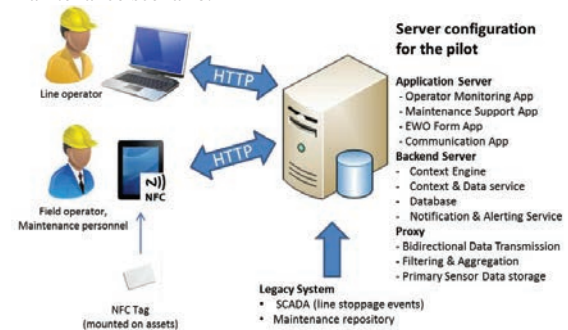 Server configuration
for the pilot
HTTP
Line operator
Application Server
- Operator Monitoring App
- Maintenance Support App
- EWO Form App
- Communication App
Backend Server
- Context Engine
- Context & Data service
- Database
- Notification & Alerting Service
Proxy
- Bidirectional Data Transmission
- Filtering & Aggregation
- Primary Sensor Data storage
HTTP
N))
NFC
Field operator,
Maintenance personnel
Legacy System
• SCADA (line stoppage events)
• Maintenance repository
NFC Tag
(mounted on assets)